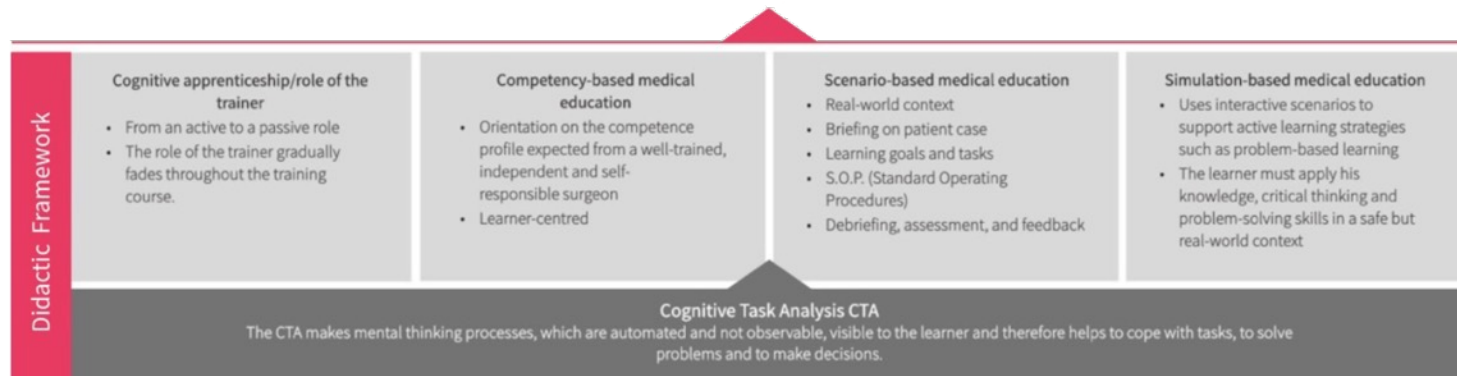 Didactic Framework
Cognitive apprenticeship/role of the
trainer
• From an active to a passive role
• The role of the trainer gradually
fades throughout the training
course.
Competency-based medical
education
• Orientation on the competence
profile expected from a well-trained,
independent and self-
responsible surgeon
• Learner-centred
Scenario-based medical education
• Real-world context
• Briefing on patient case
• Learning goals and tasks
• S.O.P. (Standard Operating
Procedures)
• Debriefing, assessment, and feedback
Simulation-based medical education
• Uses interactive scenarios to
support active learning strategies
such as problem-based learning
• The learner must apply his
knowledge, critical thinking and
problem-solving skills in a safe but
real-world context
Cognitive Task Analysis CTA
The CTA makes mental thinking processes, which are automated and not observable, visible to the learner and therefore helps to cope with tasks, to solve
problems and to make decisions.